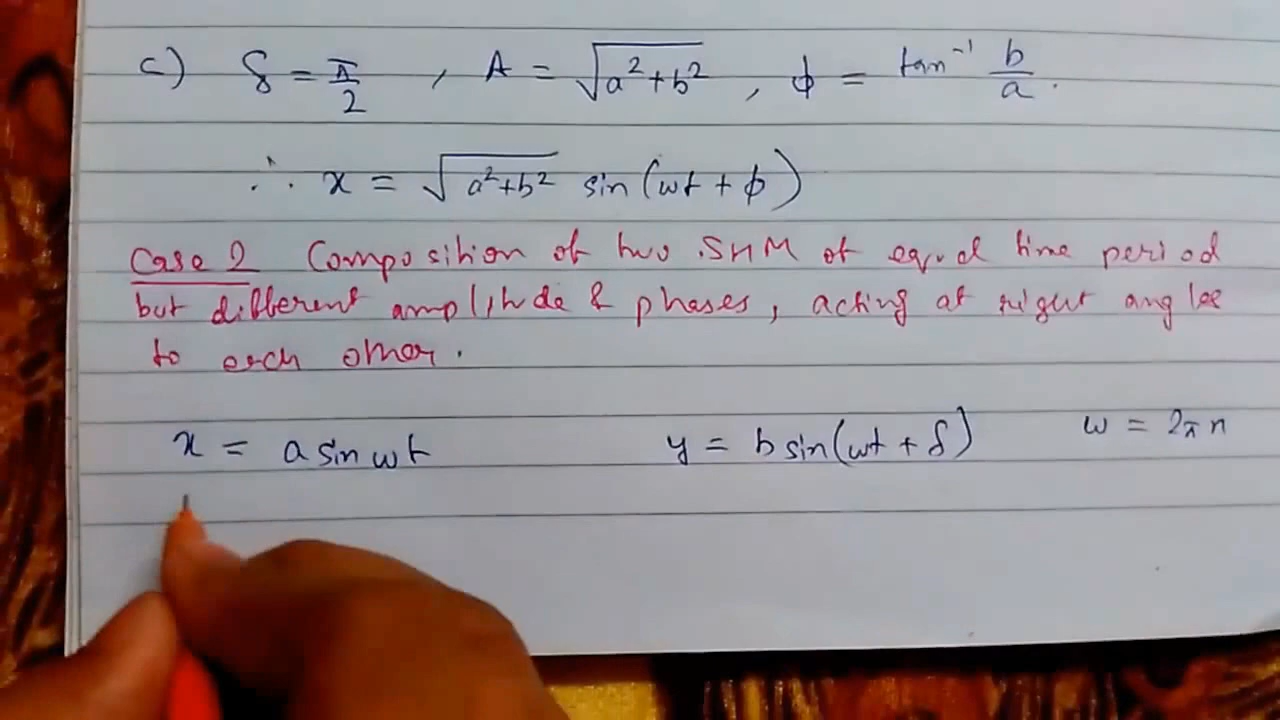 c) δ = π/2 , A = √(a²+b²) , ϕ = tan⁻¹ b/a .
∴ x = √(a²+b²) sin(ωt + ϕ)
Case 2 Composition of two SHM of equal time period
but different amplitude & phases, acting at right angles
to each other.
x = a sin ωt y = b sin(ωt + δ) ω = 2πn